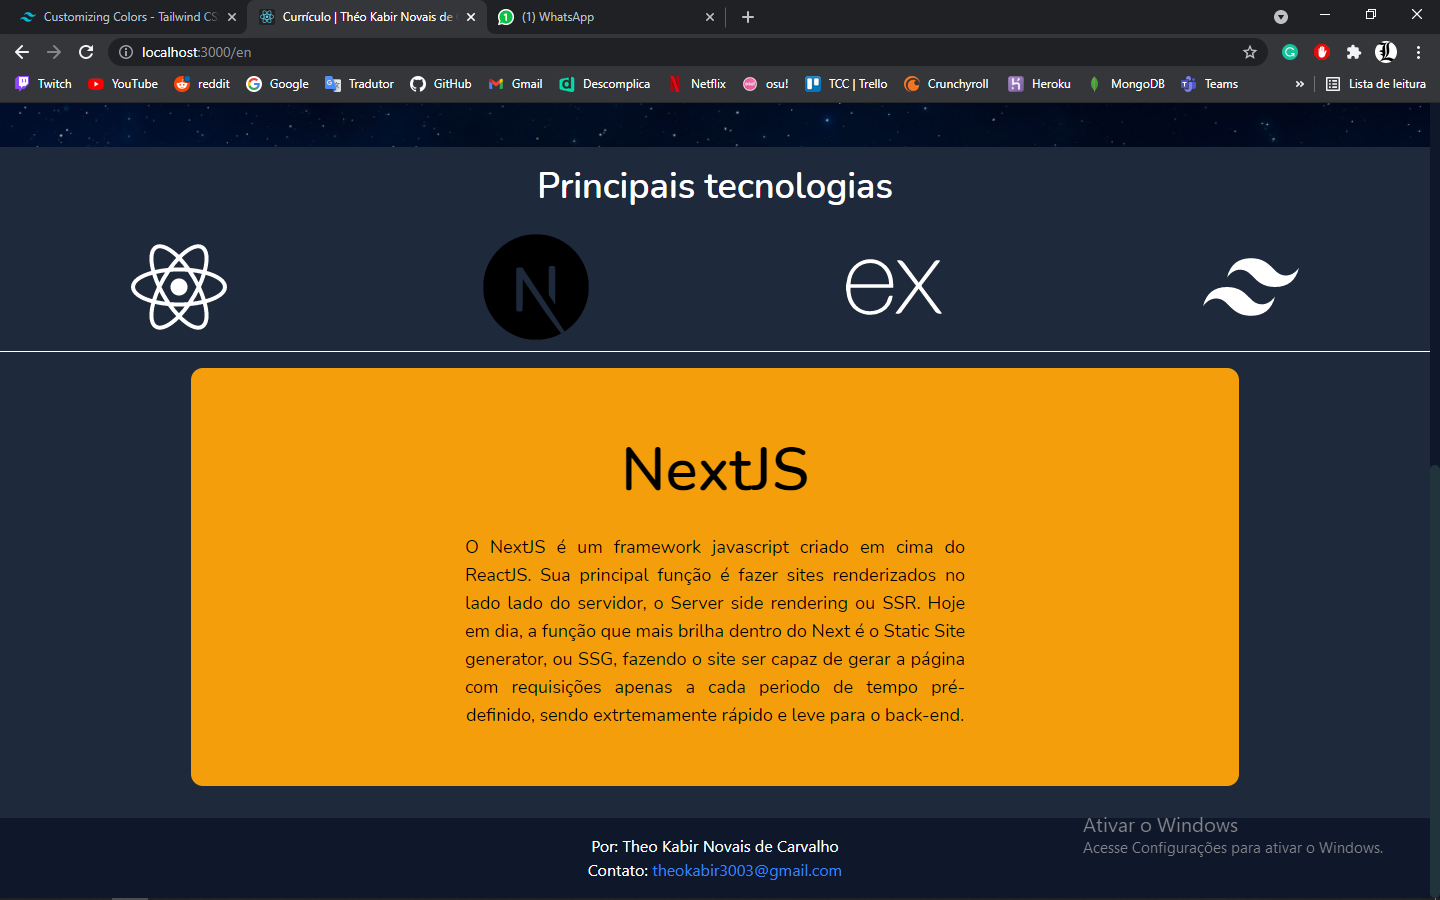 Customizing Colors - Tailwind CS
Currículo | Théo Kabir Novais de
(1) WhatsApp
localhost:3000/en
Twitch YouTube reddit Google Tradutor GitHub Gmail Descomplica Netflix osu! TCC | Trello Crunchyroll Heroku MongoDB Teams » Lista de leitura
Principais tecnologias
N
ex
NextJS
O NextJS é um framework javascript criado em cima do
ReactJS. Sua principal função é fazer sites renderizados no
lado lado do servidor, o Server side rendering ou SSR. Hoje
em dia, a função que mais brilha dentro do Next é o Static Site
generator, ou SSG, fazendo o site ser capaz de gerar a página
com requisições apenas a cada periodo de tempo pré-
definido, sendo extrtemamente rápido e leve para o back-end.
Ativar o Windows
Acesse Configurações para ativar o Windows.
Por: Theo Kabir Novais de Carvalho
Contato: theokabir3003@gmail.com